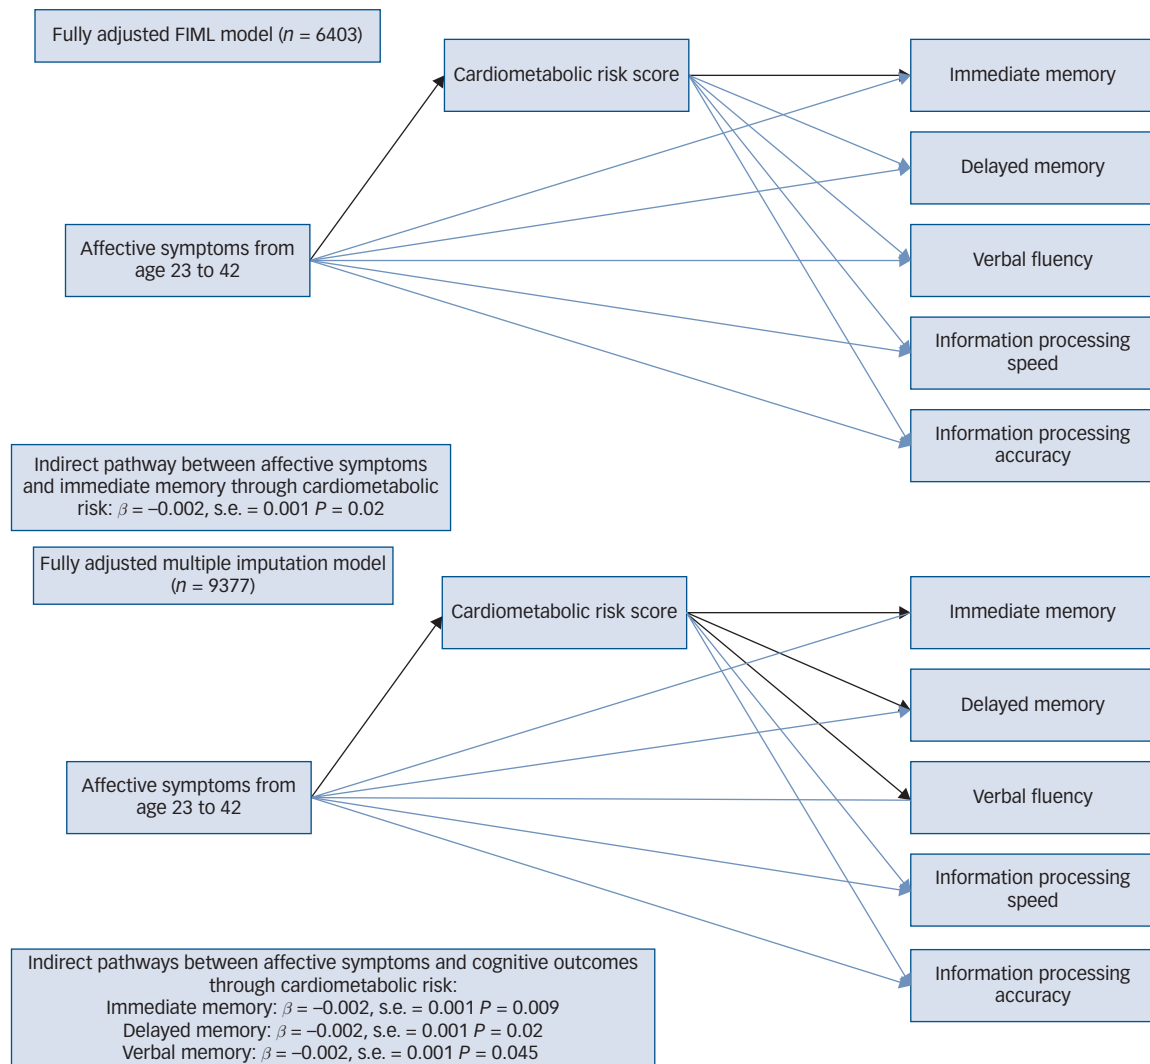 Fully adjusted FIML model (n = 6403)
Cardiometabolic risk score
Immediate memory
Delayed memory
Affective symptoms from
age 23 to 42
Verbal fluency
Information processing
speed
Information processing
accuracy
Indirect pathway between affective symptoms
and immediate memory through cardiometabolic
risk: β = –0.002, s.e. = 0.001 P = 0.02
Fully adjusted multiple imputation model
(n = 9377)
Cardiometabolic risk score
Immediate memory
Delayed memory
Affective symptoms from
age 23 to 42
Verbal fluency
Information processing
speed
Information processing
accuracy
Indirect pathways between affective symptoms and cognitive outcomes
through cardiometabolic risk:
Immediate memory: β = –0.002, s.e. = 0.001 P = 0.009
Delayed memory: β = –0.002, s.e. = 0.001 P = 0.02
Verbal memory: β = –0.002, s.e. = 0.001 P = 0.045